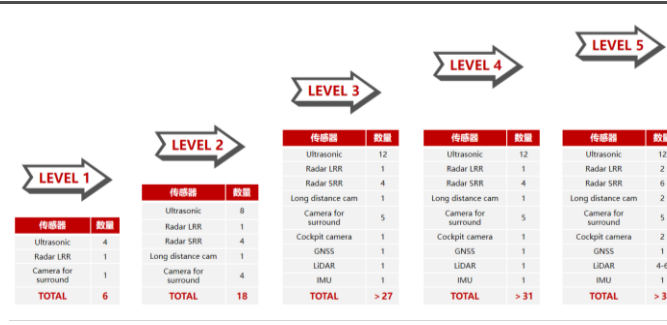 LEVEL 1
传感器 数量
Ultrasonic 4
Radar LRR 1
Camera for surround 1
TOTAL 6
LEVEL 2
传感器 数量
Ultrasonic 8
Radar LRR 1
Radar SRR 4
Long distance cam 1
Camera for surround 4
TOTAL 18
LEVEL 3
传感器 数量
Ultrasonic 12
Radar LRR 1
Radar SRR 4
Long distance cam 1
Camera for surround 5
Cockpit camera 1
GNSS 1
LiDAR 1
IMU 1
TOTAL > 27
LEVEL 4
传感器 数量
Ultrasonic 12
Radar LRR 1
Radar SRR 4
Long distance cam 1
Camera for surround 5
Cockpit camera 1
GNSS 1
LiDAR 1
IMU 1
TOTAL > 31
LEVEL 5
传感器
Ultrasonic 12
Radar LRR 2
Radar SRR 6
Long distance cam 2
Camera for surround 5
Cockpit camera 2
GNSS 1
LiDAR 4-6
IMU 1
TOTAL